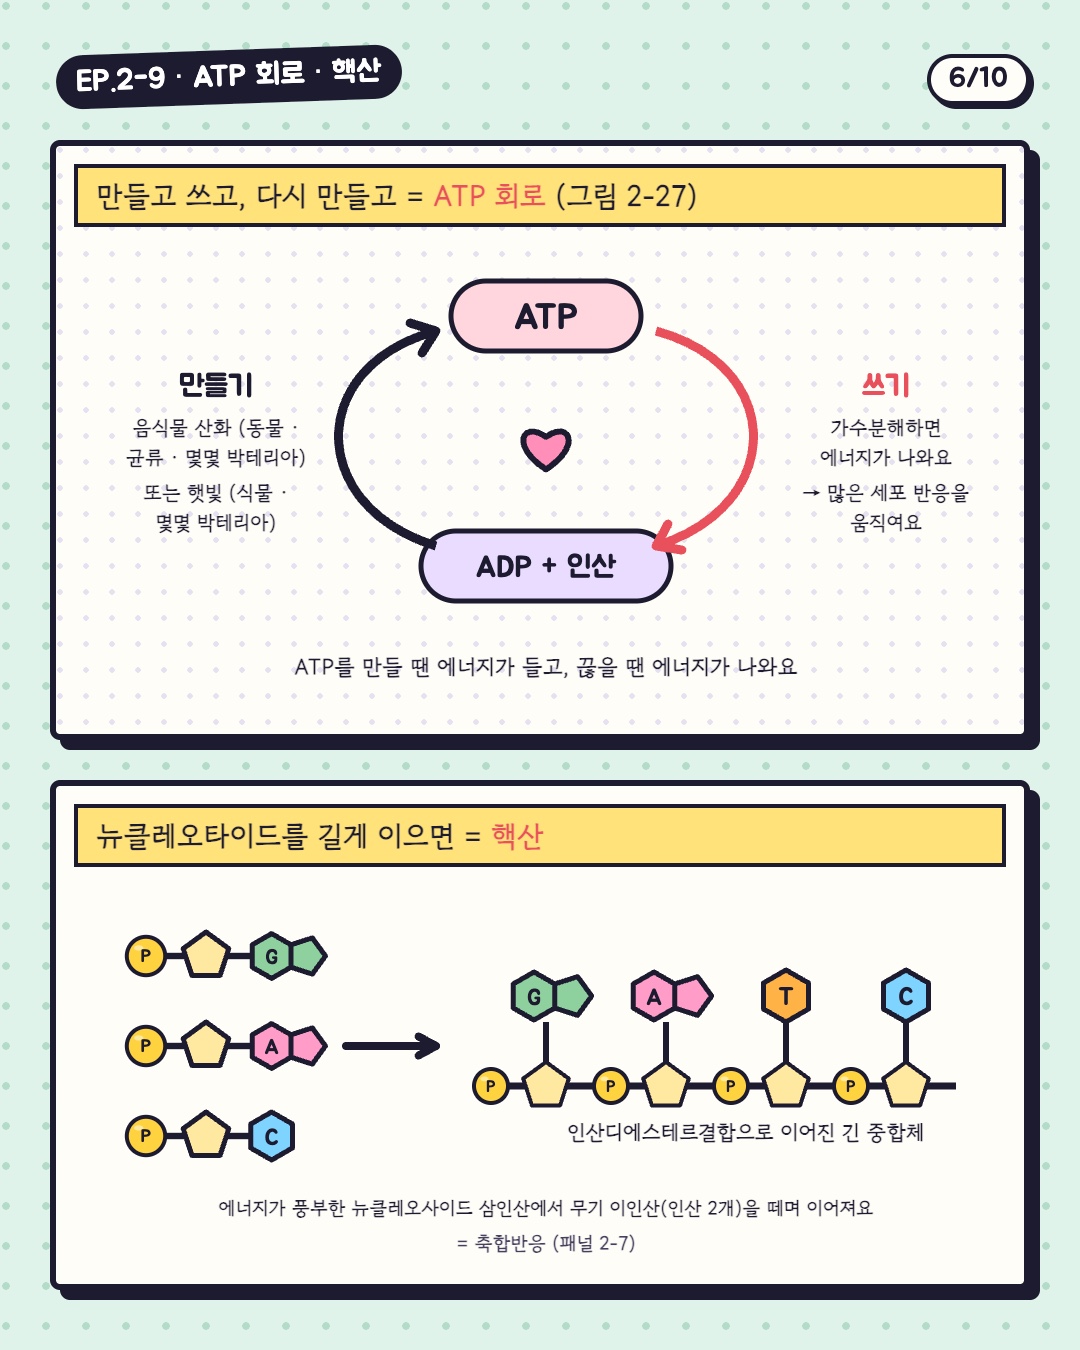 EP.2-9 · ATP 회로 · 핵산
6/10
만들고 쓰고, 다시 만들고 = ATP 회로 (그림 2-27)
ATP
만들기
음식물 산화 (동물 ·
균류 · 몇몇 박테리아)
또는 햇빛 (식물 ·
몇몇 박테리아)
쓰기
가수분해하면
에너지가 나와요
→ 많은 세포 반응을
움직여요
ADP + 인산
ATP를 만들 땐 에너지가 들고, 끊을 땐 에너지가 나와요
뉴클레오타이드를 길게 이으면 = 핵산
P G
P A
P C
G A T C
P P P P
인산디에스테르결합으로 이어진 긴 중합체
에너지가 풍부한 뉴클레오사이드 삼인산에서 무기 이인산(인산 2개)을 떼며 이어져요
= 축합반응 (패널 2-7)